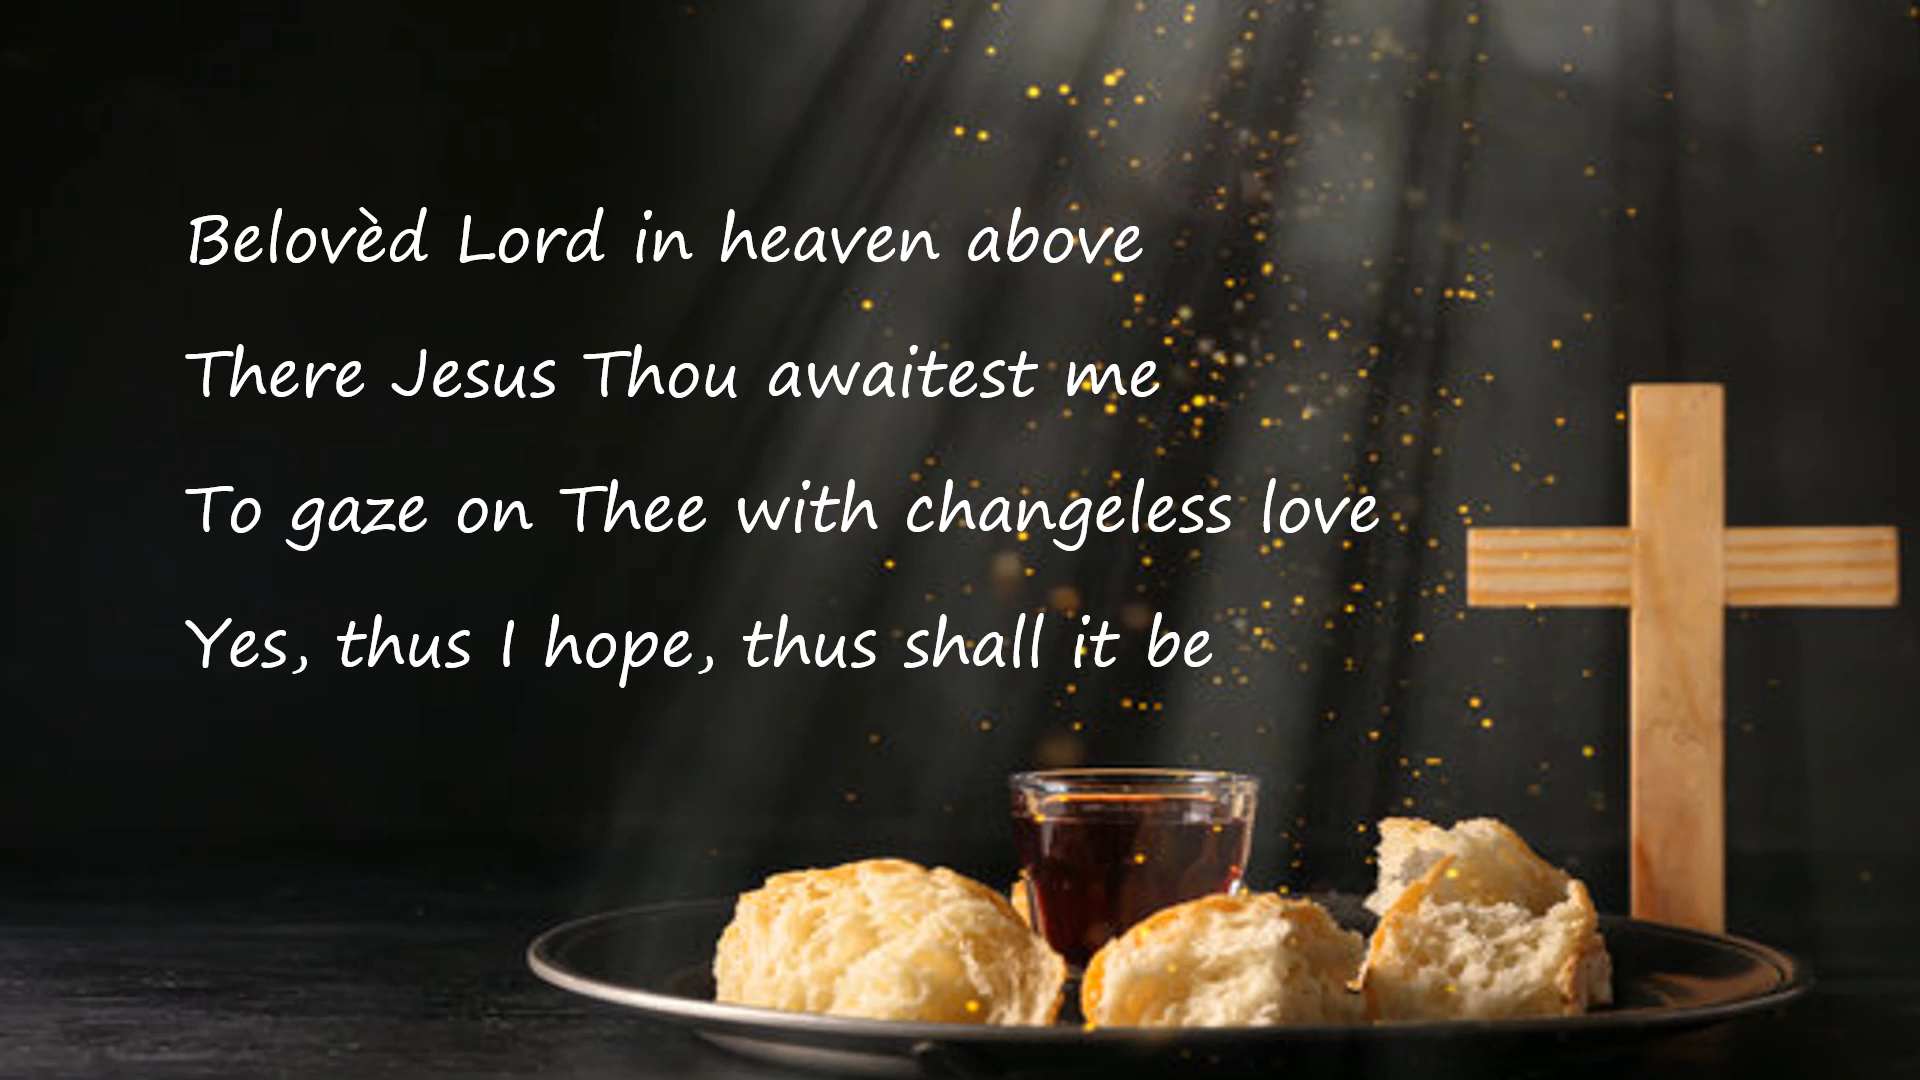 Belovèd Lord in heaven above
There Jesus Thou awaitest me
To gaze on Thee with changeless love
Yes, thus I hope, thus shall it be